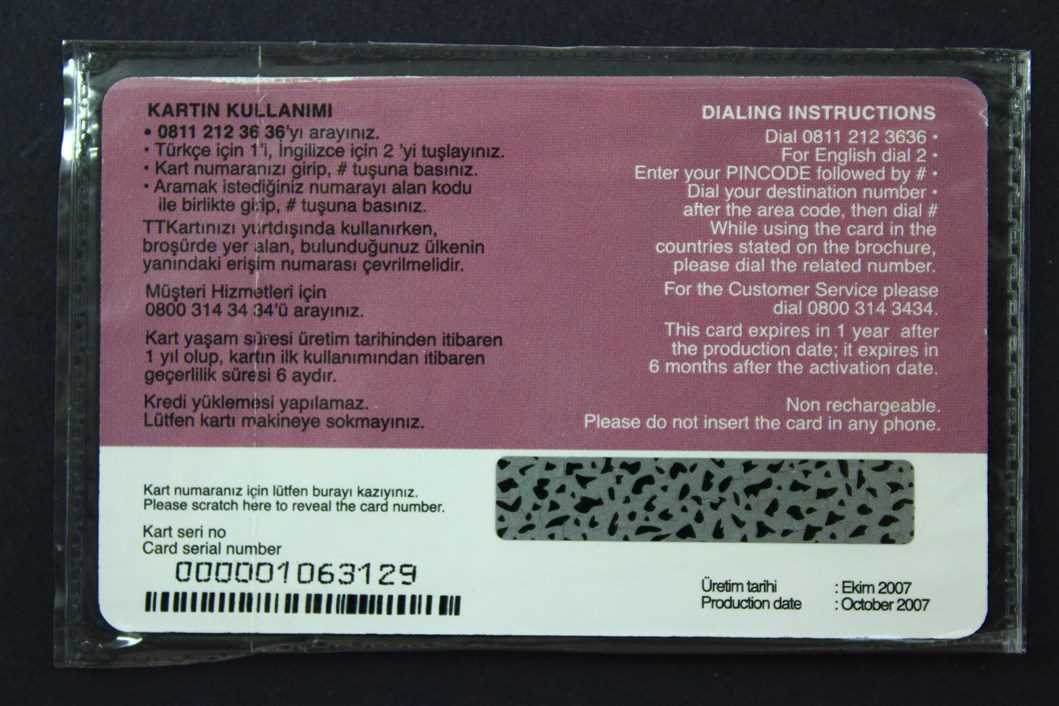 KARTIN KULLANIMI
• 0811 212 36 36'yı arayınız.
• Türkçe için 1'i, İngilizce için 2 'yi tuşlayınız.
• Kart numaranızı girip, # tuşuna basınız.
• Aramak istediğiniz numarayı alan kodu
ile birlikte girip, # tuşuna basınız.
TTKartınızı yurtdışında kullanırken,
broşürde yer alan, bulunduğunuz ülkenin
yanındaki erişim numarası çevrilmelidir.
Müşteri Hizmetleri için
0800 314 34 34'ü arayınız.
Kart yaşam süresi üretim tarihinden itibaren
1 yıl olup, kartın ilk kullanımından itibaren
geçerlilik süresi 6 aydır.
Kredi yüklemesi yapılamaz.
Lütfen kartı makineye sokmayınız.
DIALING INSTRUCTIONS
Dial 0811 212 3636 •
For English dial 2 •
Enter your PINCODE followed by # •
Dial your destination number •
after the area code, then dial #
While using the card in the
countries stated on the brochure,
please dial the related number.
For the Customer Service please
dial 0800 314 3434.
This card expires in 1 year after
the production date; it expires in
6 months after the activation date.
Non rechargeable.
Please do not insert the card in any phone.
Kart numaranız için lütfen burayı kazıyınız.
Please scratch here to reveal the card number.
Kart seri no
Card serial number
000001063129
Üretim tarihi : Ekim 2007
Production date : October 2007